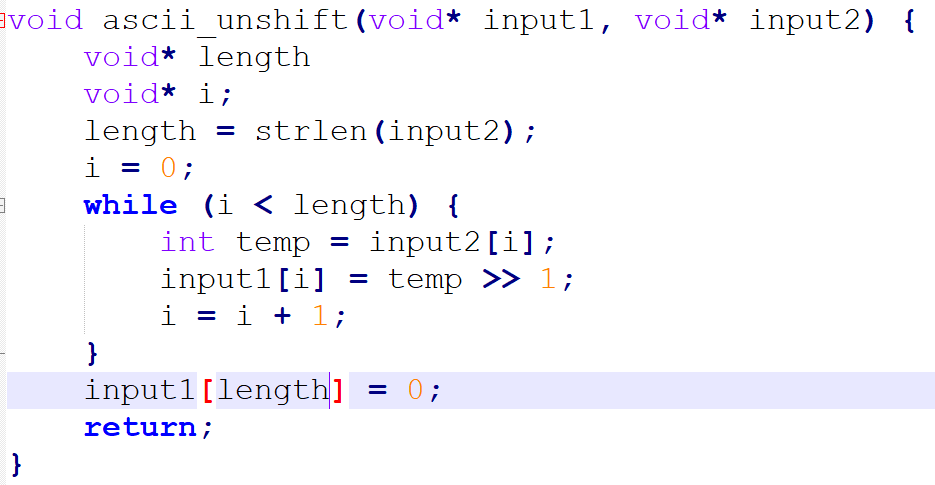 void ascii_unshift(void* input1, void* input2) {
    void* length
    void* i;
    length = strlen(input2);
    i = 0;
    while (i < length) {
        int temp = input2[i];
        input1[i] = temp >> 1;
        i = i + 1;
    }
    input1[length] = 0;
    return;
}